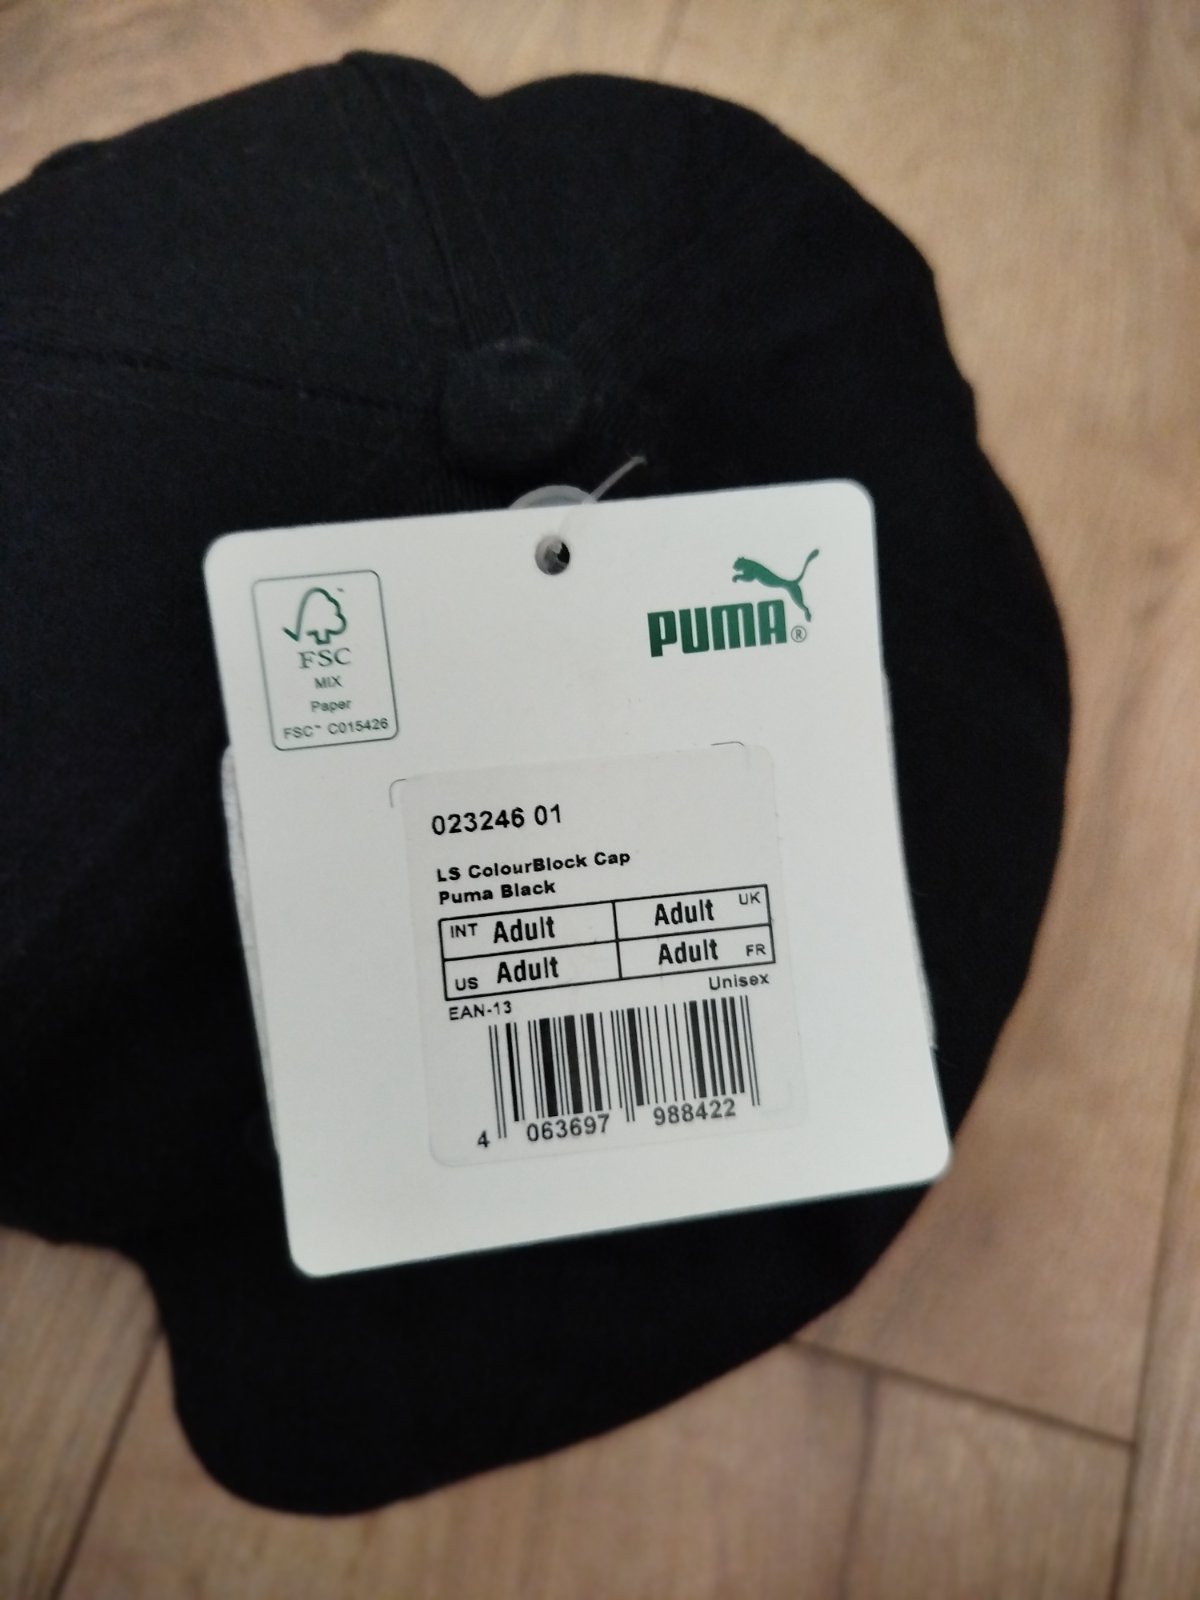 FSC
MIX
Paper
FSC™ C015426
PUMA®
023246 01
LS ColourBlock Cap
Puma Black
INT Adult Adult UK
US Adult Adult FR
EAN-13 Unisex
4 063697 988422